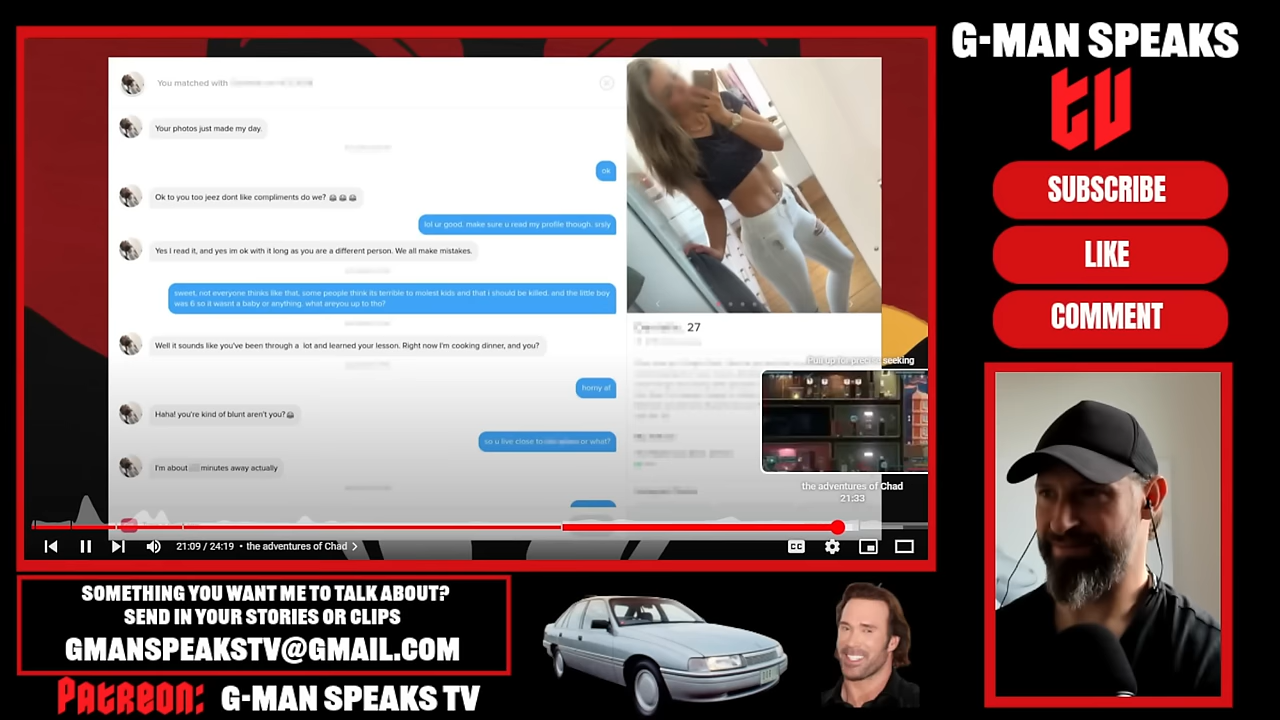 You matched with
Your photos just made my day.
ok
Ok to you too jeez dont like compliments do we?
lol ur good. make sure u read my profile though. srsly
Yes I read it, and yes im ok with it long as you are a different person. We all make mistakes.
sweet, not everyone thinks like that, some people think its terrible to molest kids and that i should be killed. and the little boy
was 6 so it wasnt a baby or anything. what areyou up to tho?
Well it sounds like you've been through a lot and learned your lesson. Right now I'm cooking dinner, and you?
horny af
Haha! you're kind of blunt aren't you?
so u live close to or what?
I'm about minutes away actually
27
Pull up for precise seeking
the adventures of Chad
21:33
21:09 / 24:19 • the adventures of Chad
CC
G-MAN SPEAKS
TV
SUBSCRIBE
LIKE
COMMENT
SOMETHING YOU WANT ME TO TALK ABOUT?
SEND IN YOUR STORIES OR CLIPS
GMANSPEAKSTV@GMAIL.COM
PATREON: G-MAN SPEAKS TV